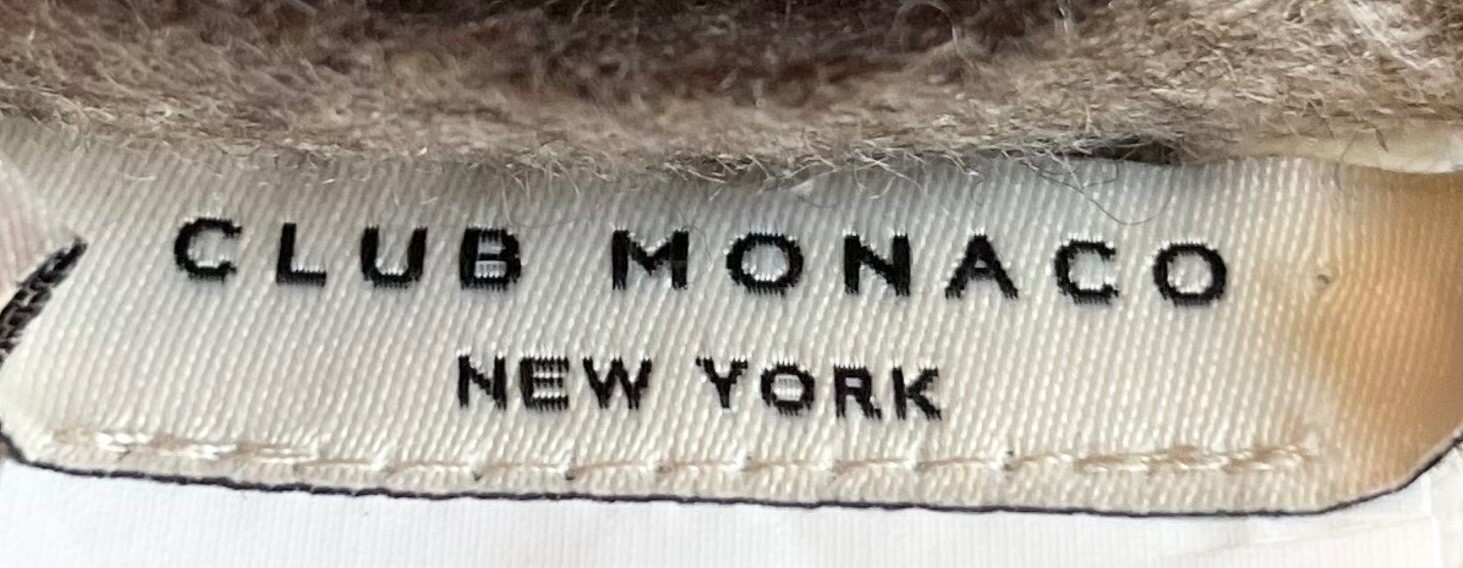 CLUB MONACO
NEW YORK